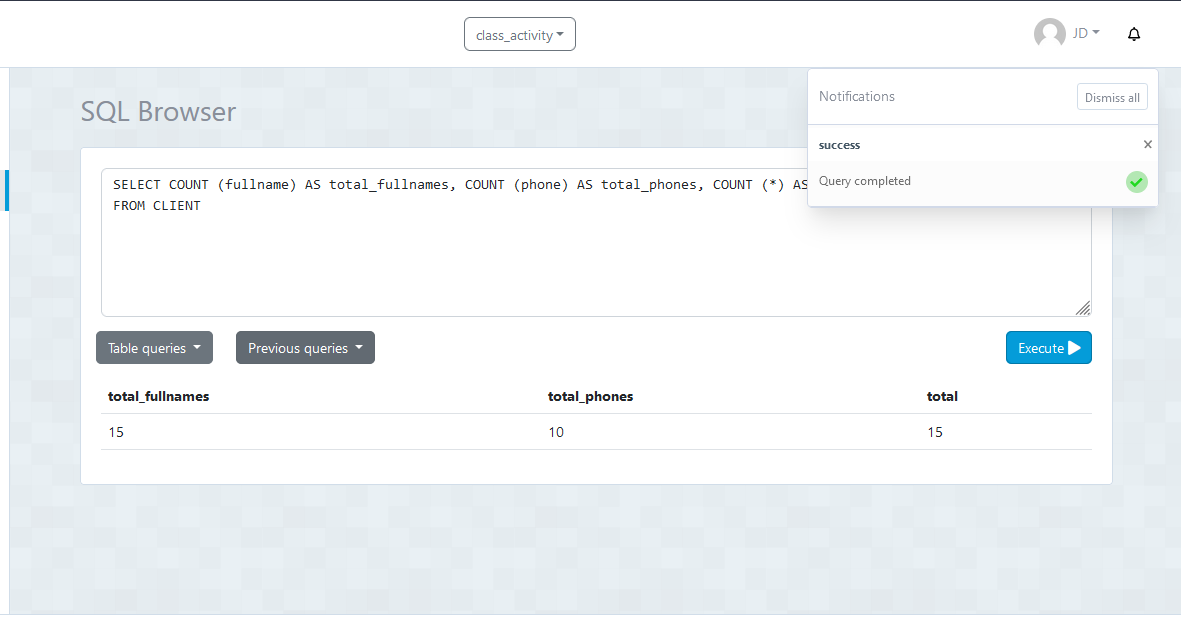 class_activity
JD
SQL Browser
Notifications
Dismiss all
success
×
Query completed
SELECT COUNT (fullname) AS total_fullnames, COUNT (phone) AS total_phones, COUNT (*) AS
FROM CLIENT
Table queries
Previous queries
Execute
total_fullnames total_phones total
15 10 15